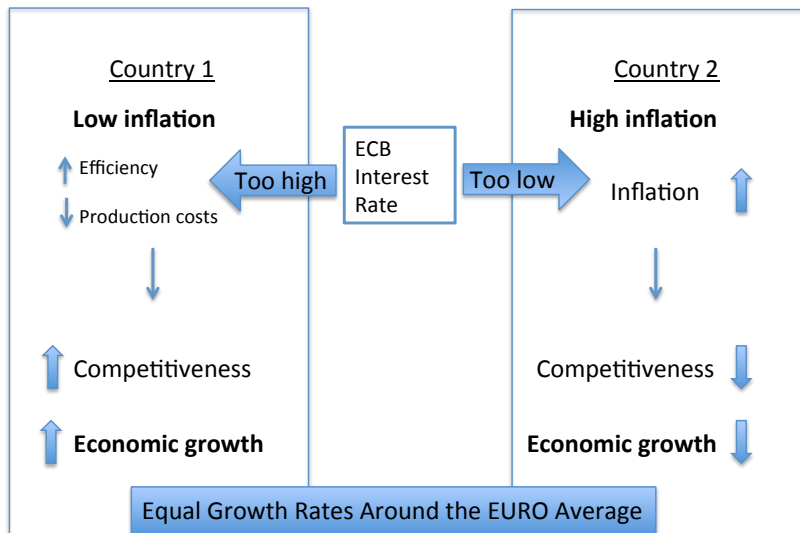 Country 1
Low inflation
Efficiency
Production costs
Competitiveness
Economic growth
Too high
ECB
Interest
Rate
Too low
Country 2
High inflation
Inflation
Competitiveness
Economic growth
Equal Growth Rates Around the EURO Average